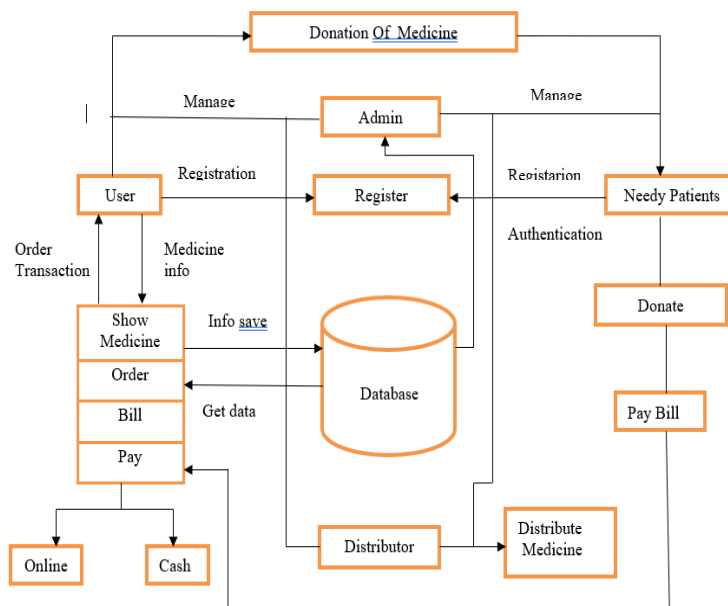 Donation Of Medicine
Manage
Manage
Admin
Registration
Registarion
User
Register
Needy Patients
Authentication
Order
Transaction
Medicine
info
Donate
Show
Medicine
Info save
Order
Database
Get data
Bill
Pay Bill
Pay
Distribute
Medicine
Distributor
Online
Cash